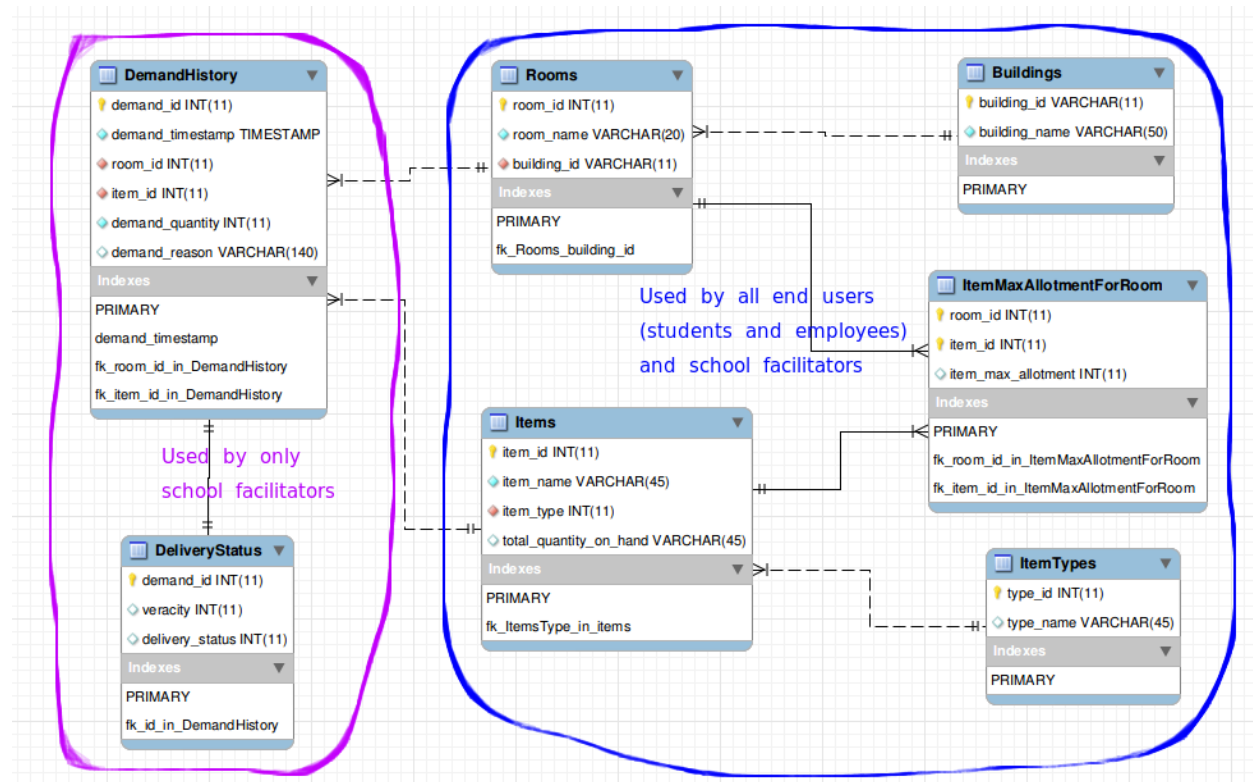 DemandHistory
demand_id INT(11)
demand_timestamp TIMESTAMP
room_id INT(11)
item_id INT(11)
demand_quantity INT(11)
demand_reason VARCHAR(140)
Indexes
PRIMARY
demand_timestamp
fk_room_id_in_DemandHistory
fk_item_id_in_DemandHistory
Used by only
school facilitators
DeliveryStatus
demand_id INT(11)
veracity INT(11)
delivery_status INT(11)
Indexes
PRIMARY
fk_id_in_DemandHistory
Rooms
room_id INT(11)
room_name VARCHAR(20)
building_id VARCHAR(11)
Indexes
PRIMARY
fk_Rooms_building_id
Buildings
building_id VARCHAR(11)
building_name VARCHAR(50)
Indexes
PRIMARY
Used by all end users
(students and employees)
and school facilitators
ItemMaxAllotmentForRoom
room_id INT(11)
item_id INT(11)
item_max_allotment INT(11)
Indexes
PRIMARY
fk_room_id_in_ItemMaxAllotmentForRoom
fk_item_id_in_ItemMaxAllotmentForRoom
Items
item_id INT(11)
item_name VARCHAR(45)
item_type INT(11)
total_quantity_on_hand VARCHAR(45)
Indexes
PRIMARY
fk_ItemsType_in_items
ItemTypes
type_id INT(11)
type_name VARCHAR(45)
Indexes
PRIMARY